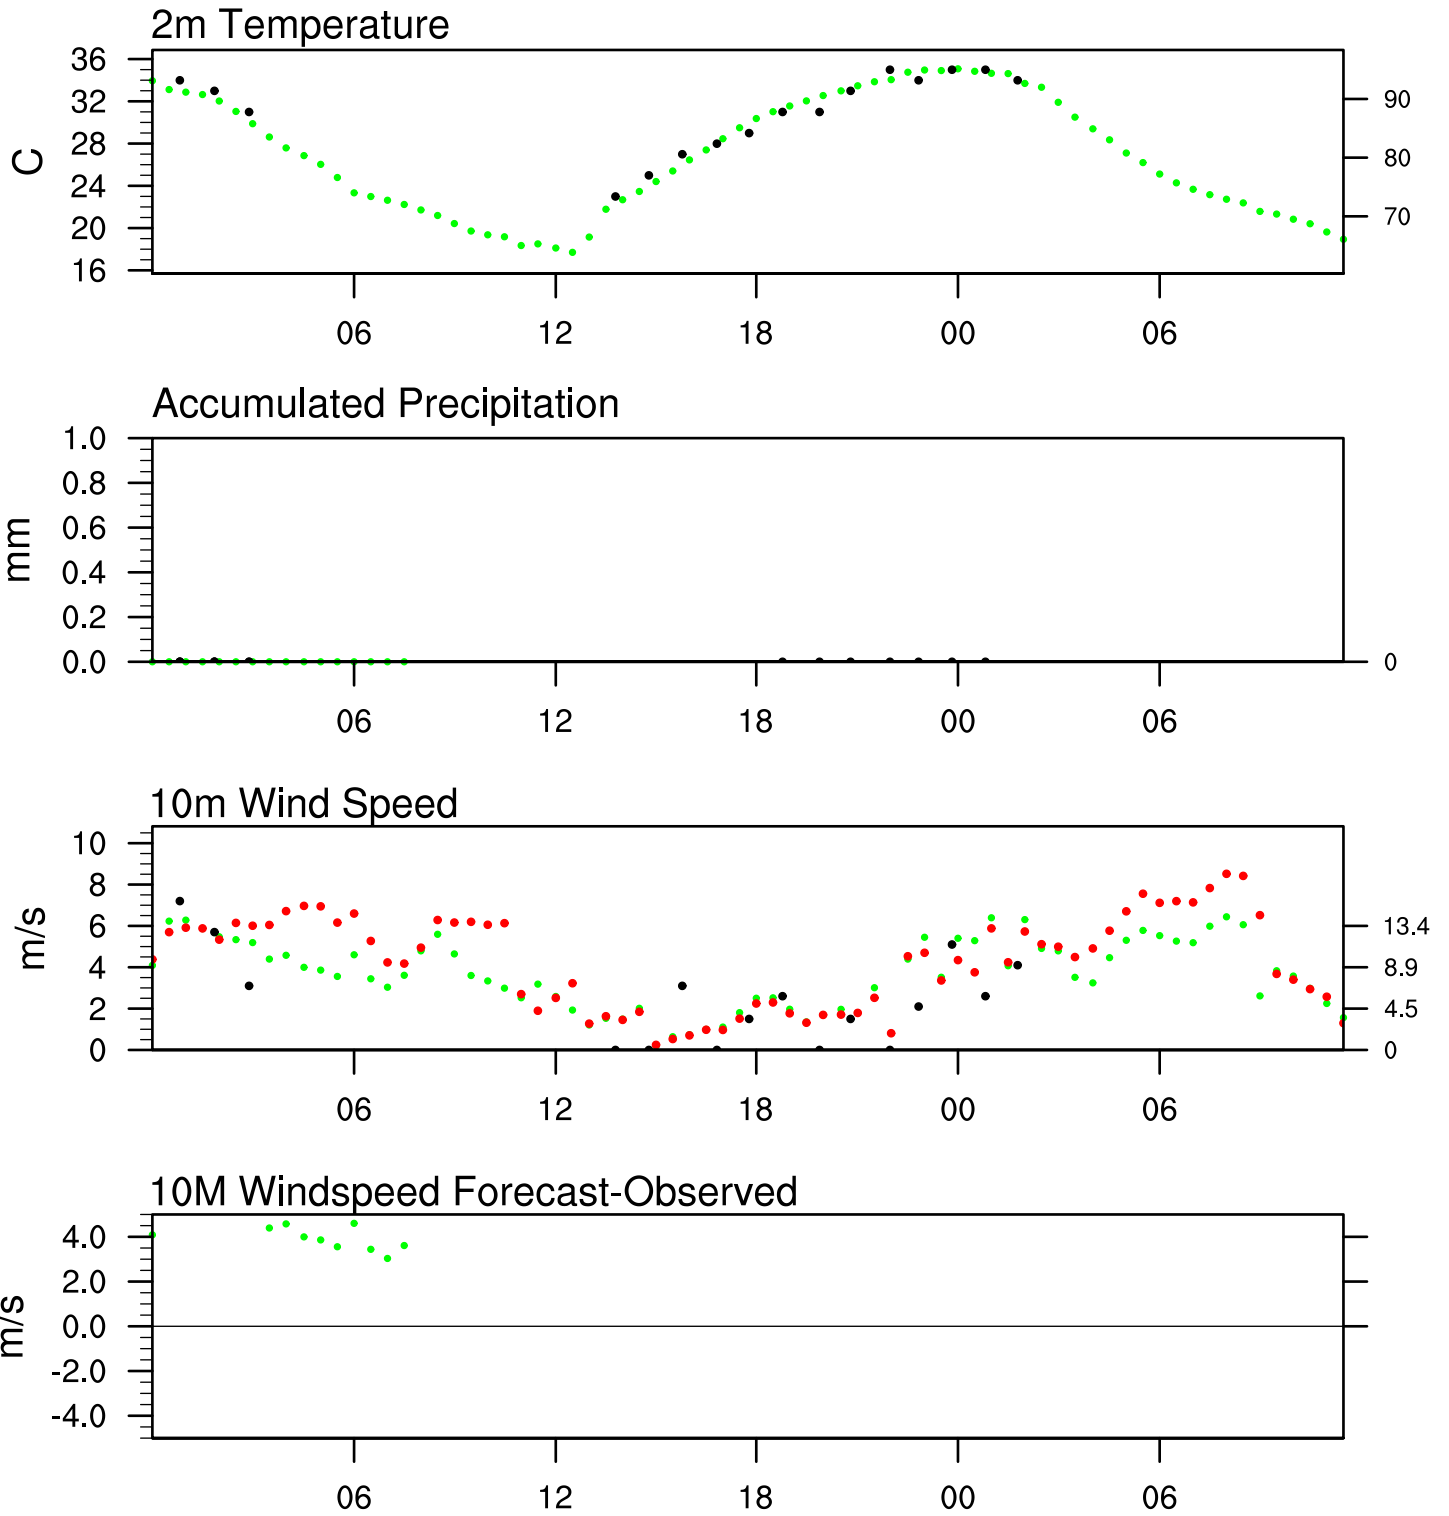 2m Temperature
36
32
28
24
20
16
C
90
80
70
06 12 18 00 06
Accumulated Precipitation
1.0
0.8
0.6
0.4
0.2
0.0
mm
0
06 12 18 00 06
10m Wind Speed
10
8
6
4
2
0
m/s
13.4
8.9
4.5
0
06 12 18 00 06
10M Windspeed Forecast-Observed
4.0
2.0
0.0
-2.0
-4.0
m/s
06 12 18 00 06